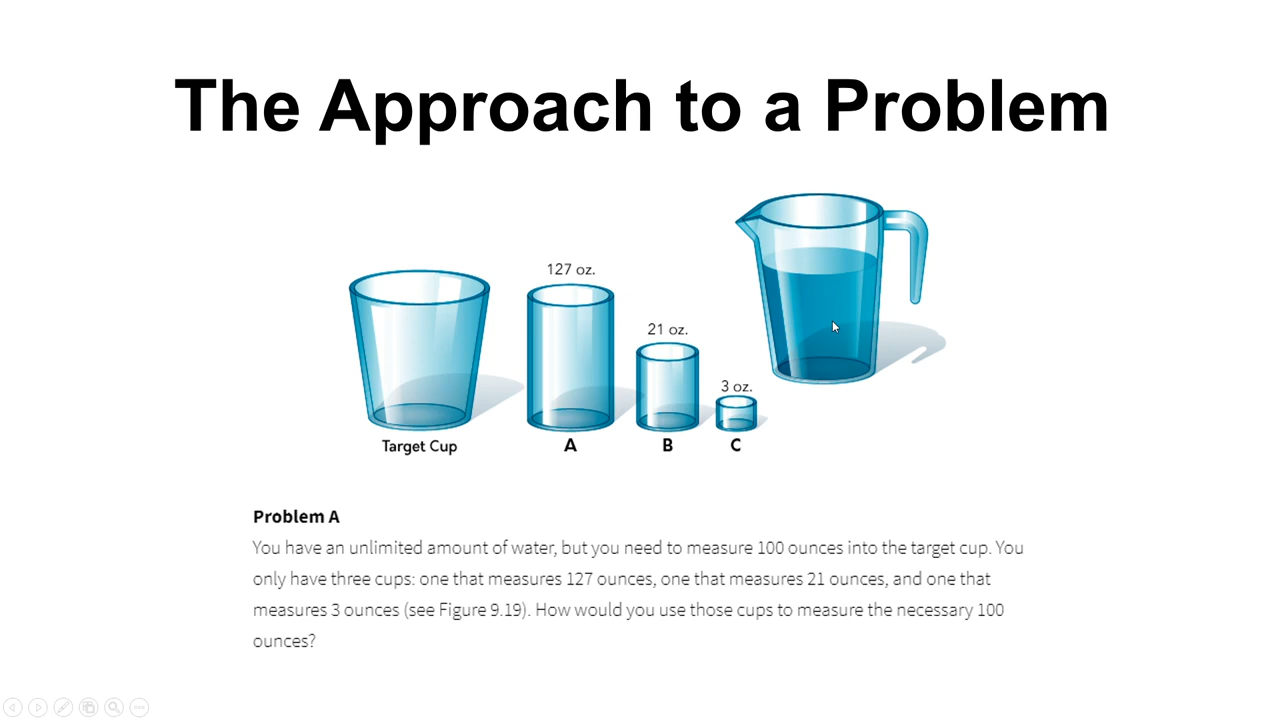 The Approach to a Problem
127 oz.
21 oz.
3 oz.
Target Cup
A
B
C
Problem A
You have an unlimited amount of water, but you need to measure 100 ounces into the target cup. You
only have three cups: one that measures 127 ounces, one that measures 21 ounces, and one that
measures 3 ounces (see Figure 9.19). How would you use those cups to measure the necessary 100
ounces?